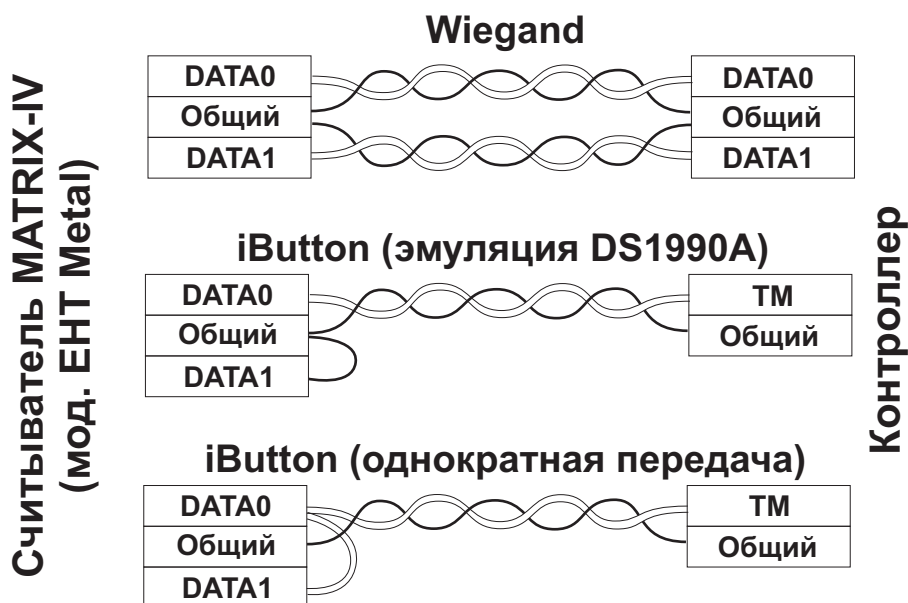 Считыватель MATRIX-IV
(мод. EHT Metal)
Wiegand
DATA0
Общий
DATA1
DATA0
Общий
DATA1
iButton (эмуляция DS1990A)
DATA0
Общий
DATA1
TM
Общий
iButton (однократная передача)
DATA0
Общий
DATA1
TM
Общий
Контроллер